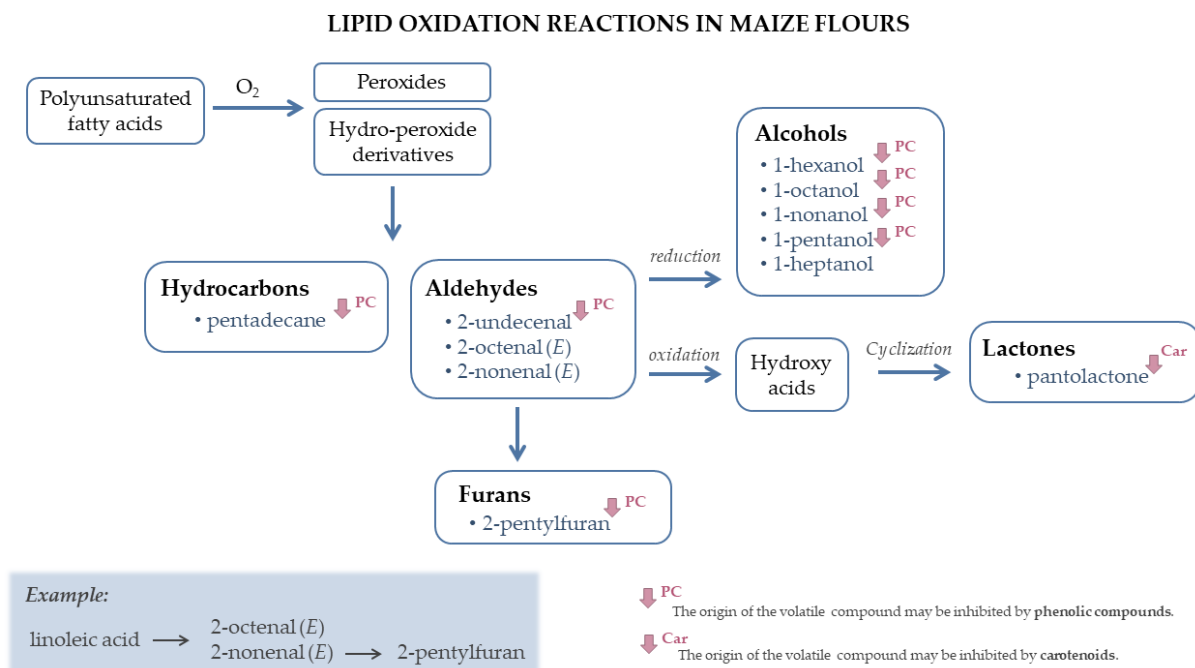 LIPID OXIDATION REACTIONS IN MAIZE FLOURS
Polyunsaturated
fatty acids
O₂
Peroxides
Hydro-peroxide
derivatives
Hydrocarbons
• pentadecane PC
Aldehydes
• 2-undecenal PC
• 2-octenal (E)
• 2-nonenal (E)
reduction
Alcohols
• 1-hexanol PC
• 1-octanol PC
• 1-nonanol PC
• 1-pentanol PC
• 1-heptanol
oxidation
Hydroxy
acids
Cyclization
Lactones
• pantolactone Car
Furans
• 2-pentylfuran PC
Example:
linoleic acid → 2-octenal (E)
2-nonenal (E) → 2-pentylfuran
PC The origin of the volatile compound may be inhibited by phenolic compounds.
Car The origin of the volatile compound may be inhibited by carotenoids.